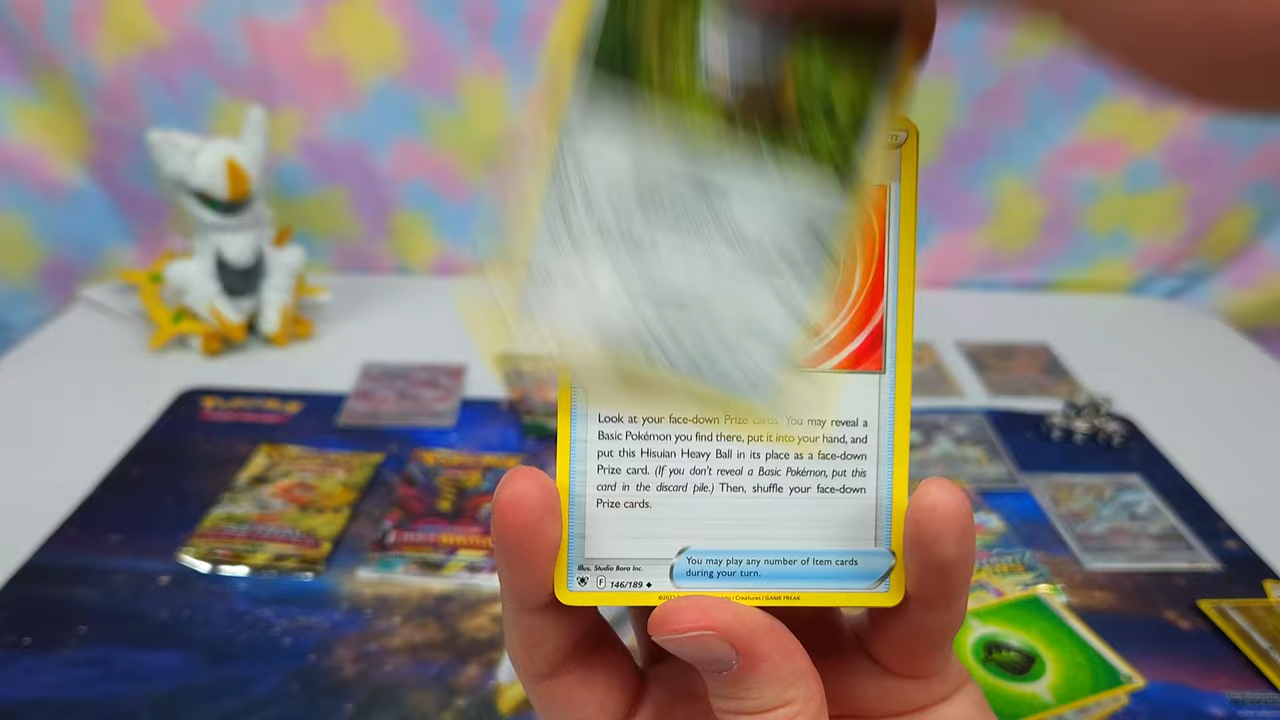 Look at your face-down Prize cards. You may reveal a
Basic Pokémon you find there, put it into your hand, and
put this Hisuian Heavy Ball in its place as a face-down
Prize card. (If you don't reveal a Basic Pokémon, put this
card in the discard pile.) Then, shuffle your face-down
Prize cards.
You may play any number of Item cards
during your turn.
Illus. Studio Bora Inc.
F 146/189
/ Creatures / GAME FREAK
POKÉMON